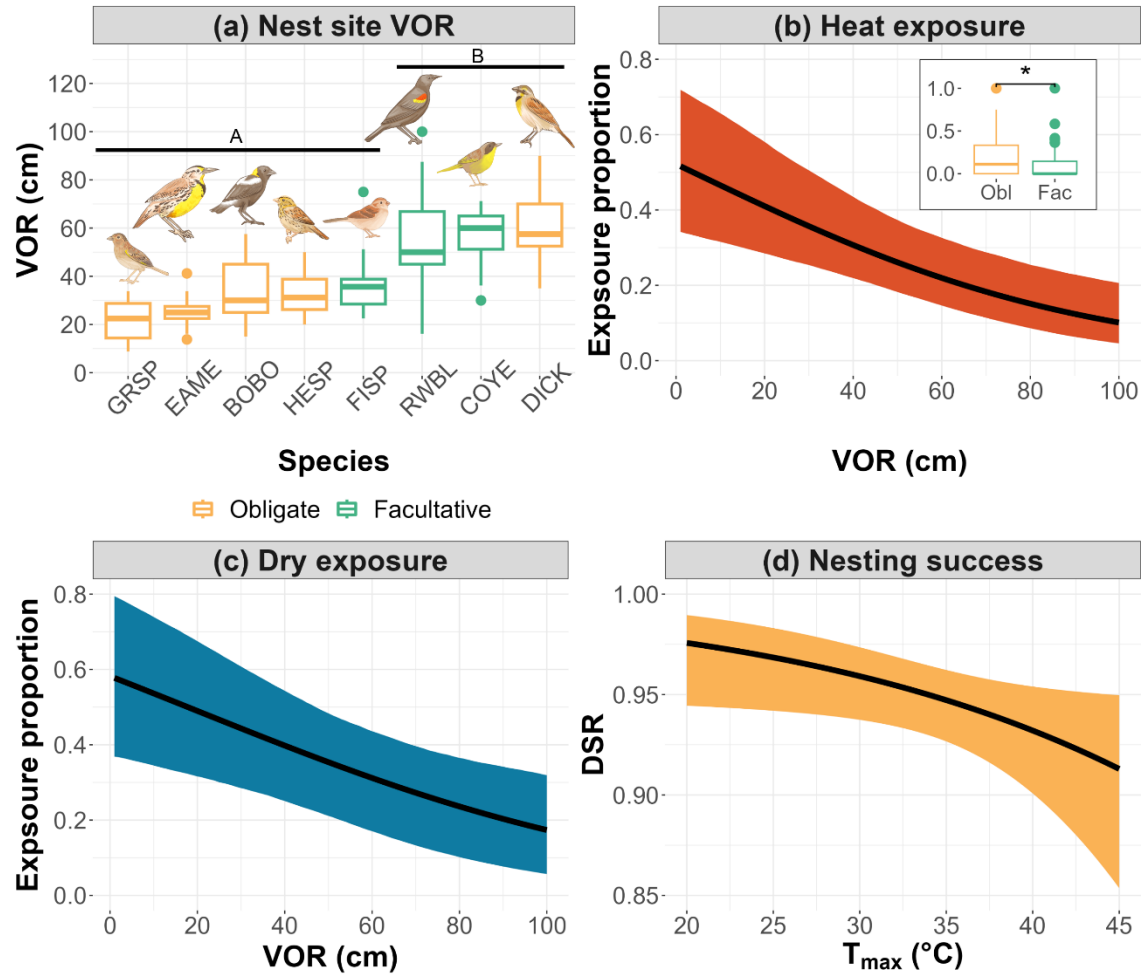 (a) Nest site VOR
VOR (cm)
120
100
80
60
40
20
0
A
B
GRSP
EAME
BOBO
HESP
FISP
RWBL
COYE
DICK
Species
Obligate
Facultative
(b) Heat exposure
Expsoure proportion
0.8
0.6
0.4
0.2
0.0
*
1.0
0.5
0.0
Obl
Fac
0
20
40
60
80
100
VOR (cm)
(c) Dry exposure
Expsoure proportion
0.8
0.6
0.4
0.2
0.0
0
20
40
60
80
100
VOR (cm)
(d) Nesting success
DSR
1.00
0.95
0.90
0.85
20
25
30
35
40
45
Tmax (°C)